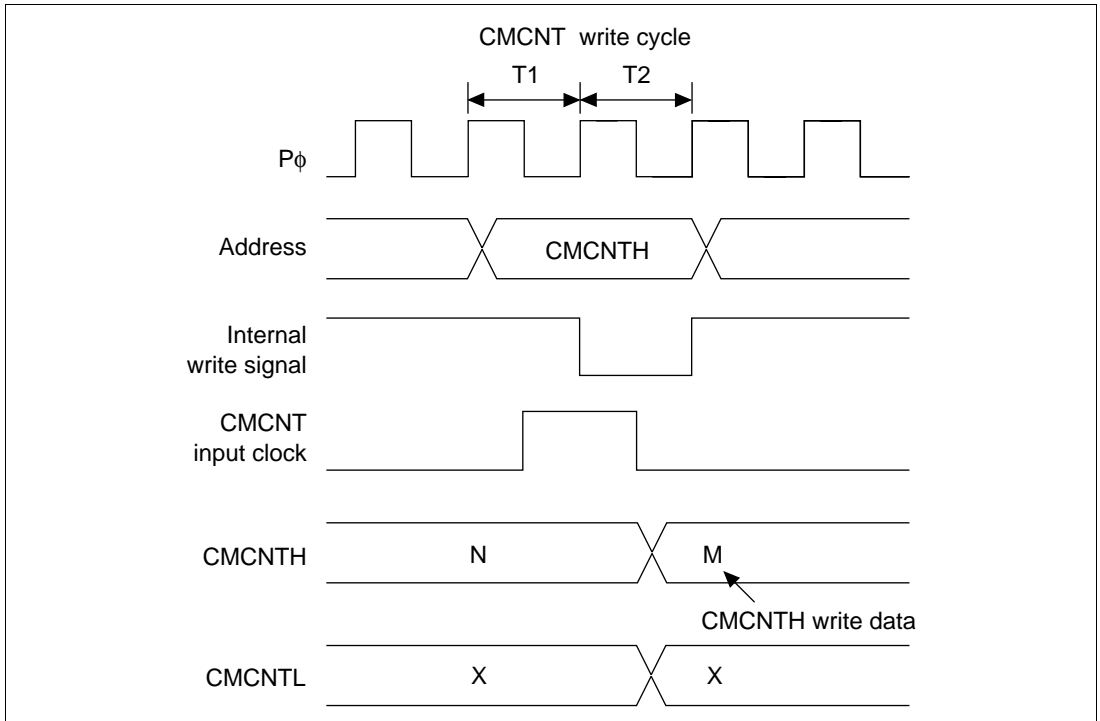 CMCNT write cycle
T1 T2
Pϕ
Address CMCNTH
Internal
write signal
CMCNT
input clock
CMCNTH N M
CMCNTH write data
CMCNTL X X